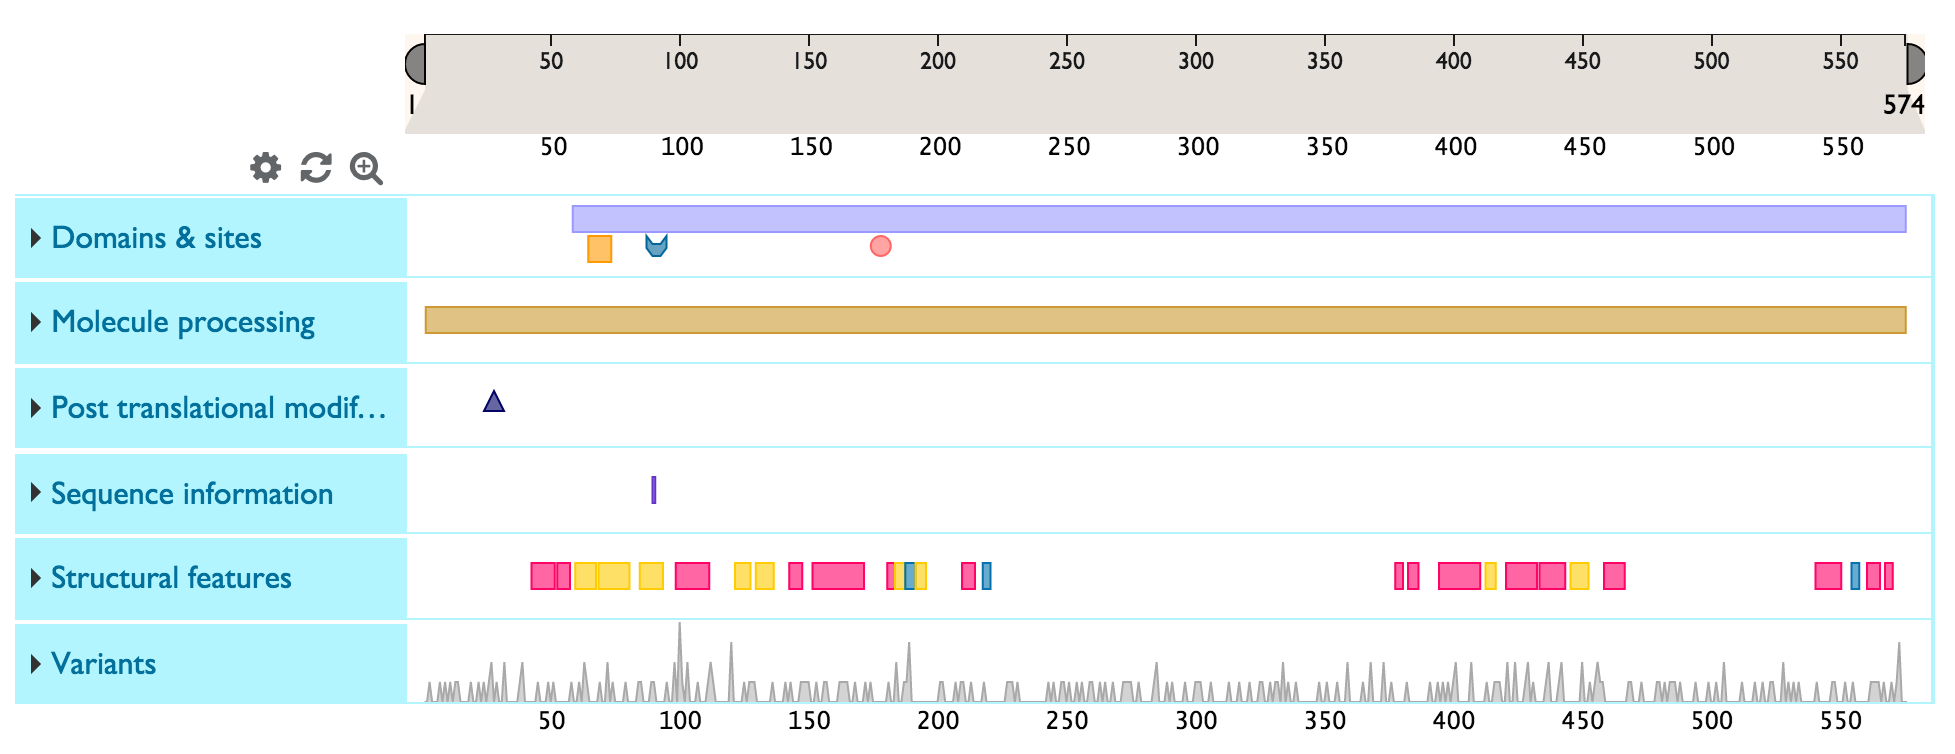 50 100 150 200 250 300 350 400 450 500 550
1 574
50 100 150 200 250 300 350 400 450 500 550
Domains & sites
Molecule processing
Post translational modif...
Sequence information
Structural features
Variants
50 100 150 200 250 300 350 400 450 500 550